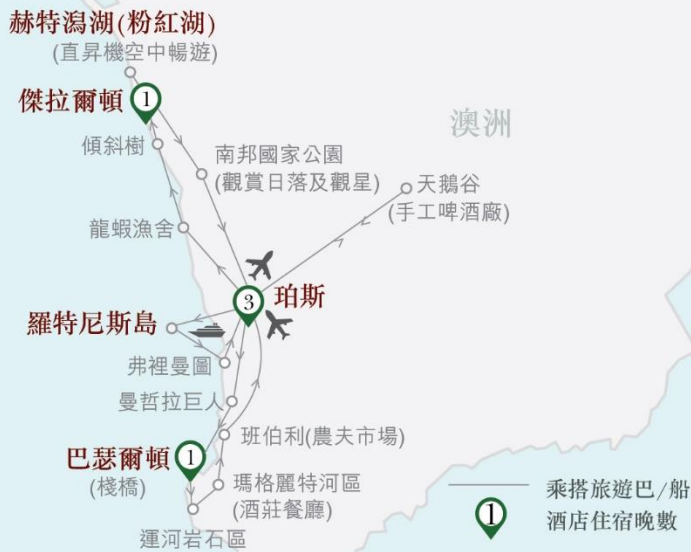 赫特潟湖(粉紅湖)
(直昇機空中暢遊)
傑拉爾頓
1
澳洲
傾斜樹
南邦國家公園
(觀賞日落及觀星)
天鵝谷
(手工啤酒廠)
龍蝦漁舍
3
珀斯
羅特尼斯島
弗裡曼圖
曼哲拉巨人
班伯利(農夫市場)
巴瑟爾頓
1
(棧橋)
瑪格麗特河區
(酒莊餐廳)
運河岩石區
乘搭旅遊巴/船
1
酒店住宿晚數